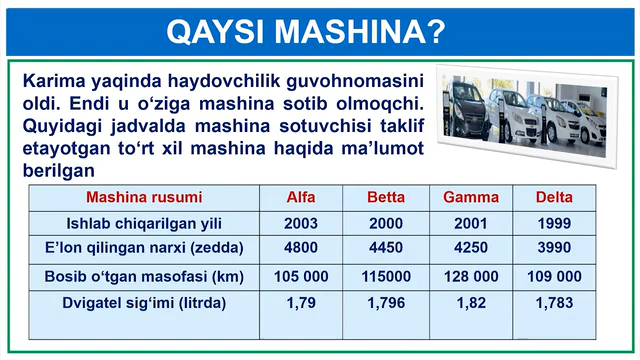 QAYSI MASHINA?
Karima yaqinda haydovchilik guvohnomasini
oldi. Endi u o‘ziga mashina sotib olmoqchi.
Quyidagi jadvalda mashina sotuvchisi taklif
etayotgan to‘rt xil mashina haqida ma’lumot
berilgan
Mashina rusumi Alfa Betta Gamma Delta
Ishlab chiqarilgan yili 2003 2000 2001 1999
E’lon qilingan narxi (zedda) 4800 4450 4250 3990
Bosib o‘tgan masofasi (km) 105 000 115000 128 000 109 000
Dvigatel sig‘imi (litrda) 1,79 1,796 1,82 1,783